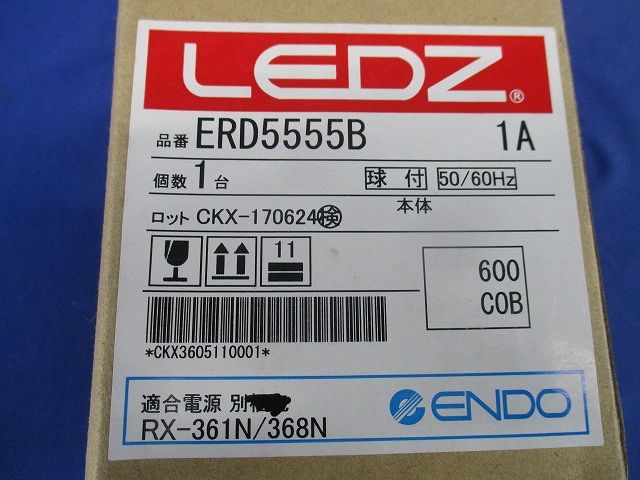 LEDZ®
品番 ERD5555B 1A
個数 1 台 球付 50/60Hz
ロット CKX-170624 検 本体
11
600
COB
*CKX3605110001*
適合電源 別
RX-361N/368N
ENDO